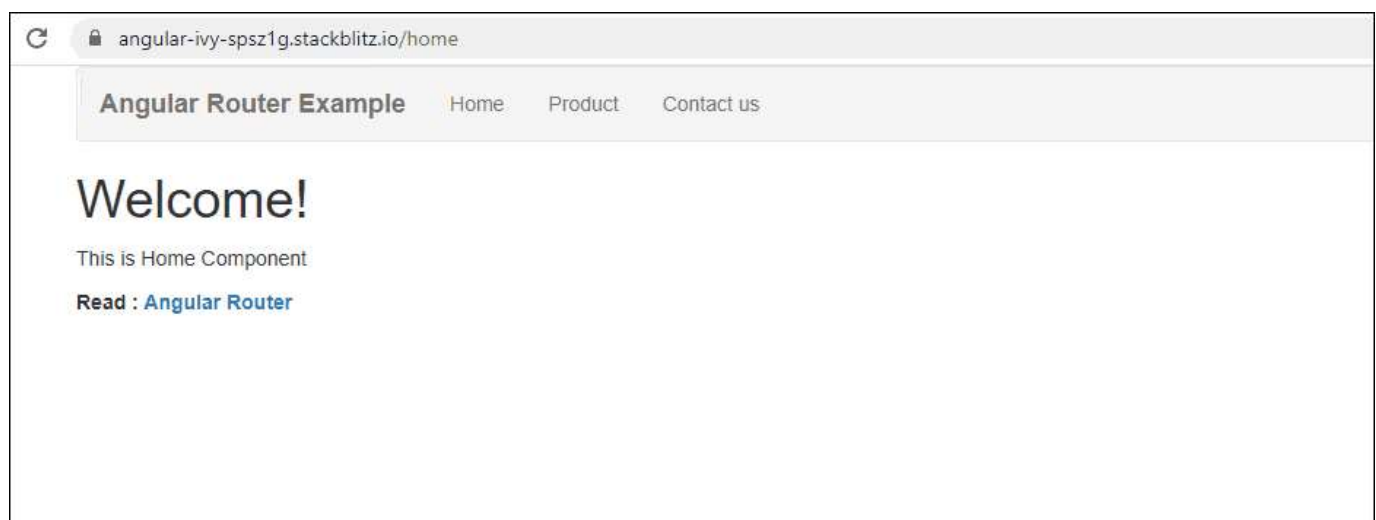 angular-ivy-spsz1g.stackblitz.io/home
Angular Router Example Home Product Contact us
Welcome!
This is Home Component
Read : Angular Router